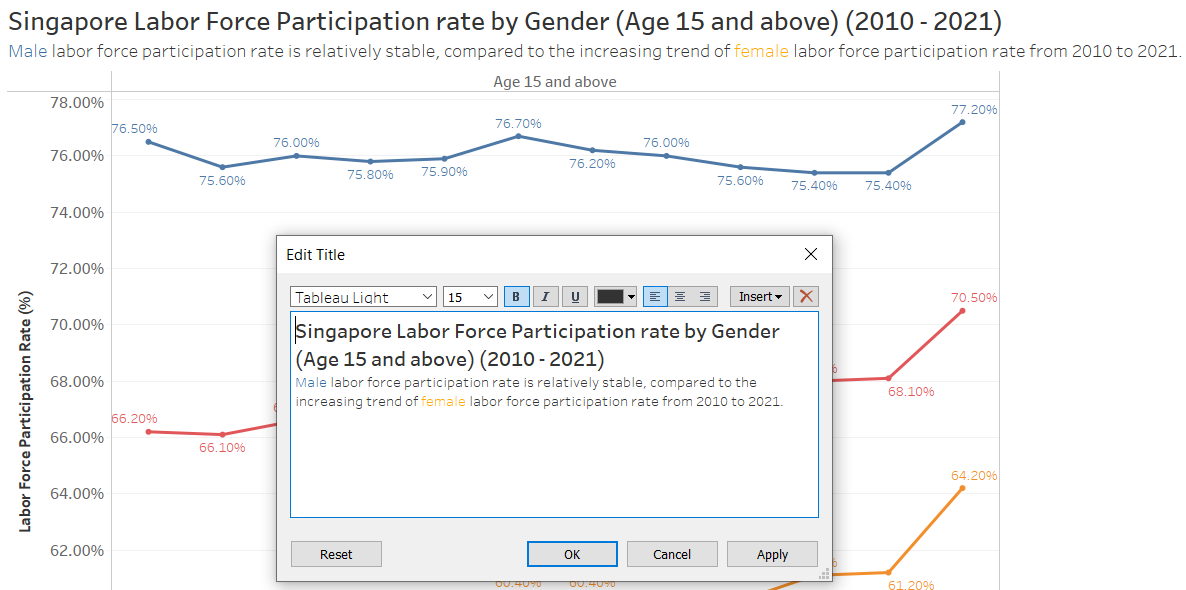 Singapore Labor Force Participation rate by Gender (Age 15 and above) (2010 - 2021)
Male labor force participation rate is relatively stable, compared to the increasing trend of female labor force participation rate from 2010 to 2021.
Age 15 and above
78.00%
76.00%
74.00%
72.00%
70.00%
68.00%
66.00%
64.00%
62.00%
Labor Force Participation Rate (%)
76.50%
75.60%
76.00%
75.80%
75.90%
76.70%
76.20%
76.00%
75.60%
75.40%
75.40%
77.20%
66.20%
66.10%
68.10%
70.50%
60.40%
60.40%
61.20%
64.20%
Edit Title
Tableau Light
15
B
I
U
Insert
Singapore Labor Force Participation rate by Gender
(Age 15 and above) (2010 - 2021)
Male labor force participation rate is relatively stable, compared to the
increasing trend of female labor force participation rate from 2010 to 2021.
Reset
OK
Cancel
Apply